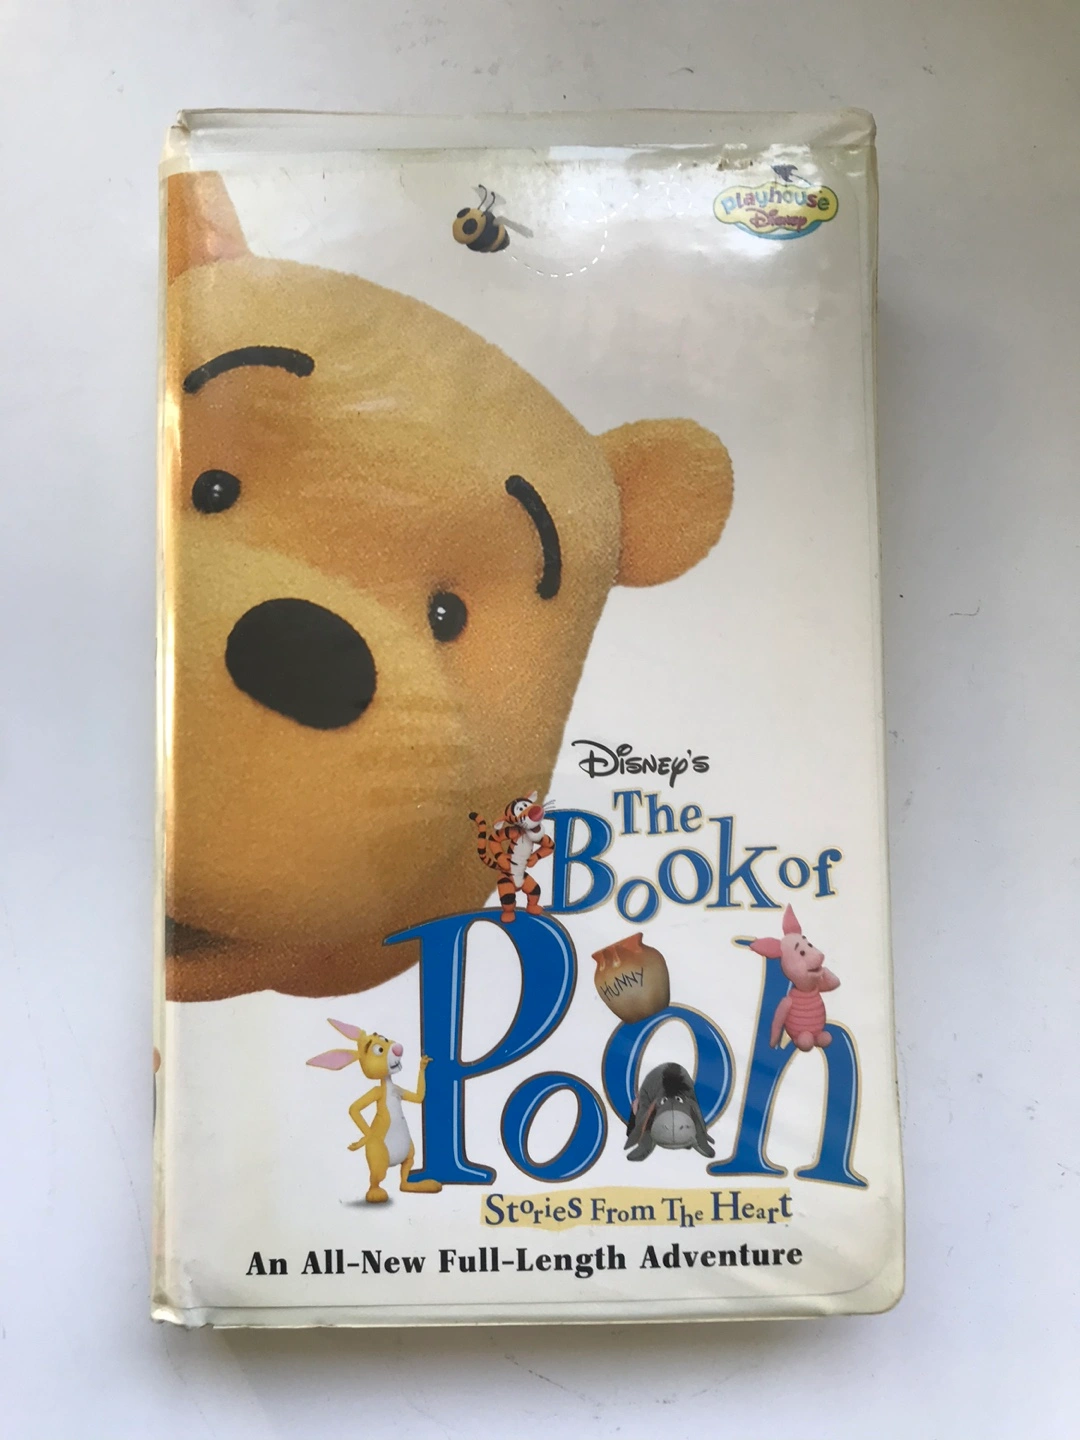 playhouse
Disney
Disney's
The
Book of
Pooh
HUNNY
Stories From The Heart
An All-New Full-Length Adventure